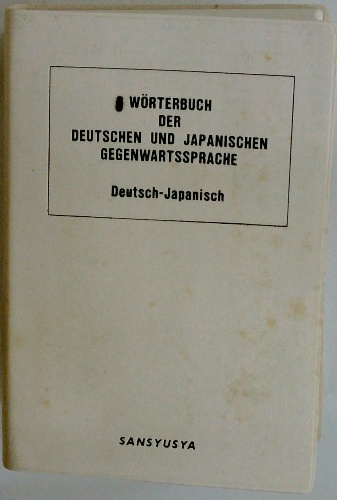 WÖRTERBUCH
DER
DEUTSCHEN UND JAPANISCHEN
GEGENWARTSSPRACHE
Deutsch-Japanisch
SANSYUSYA